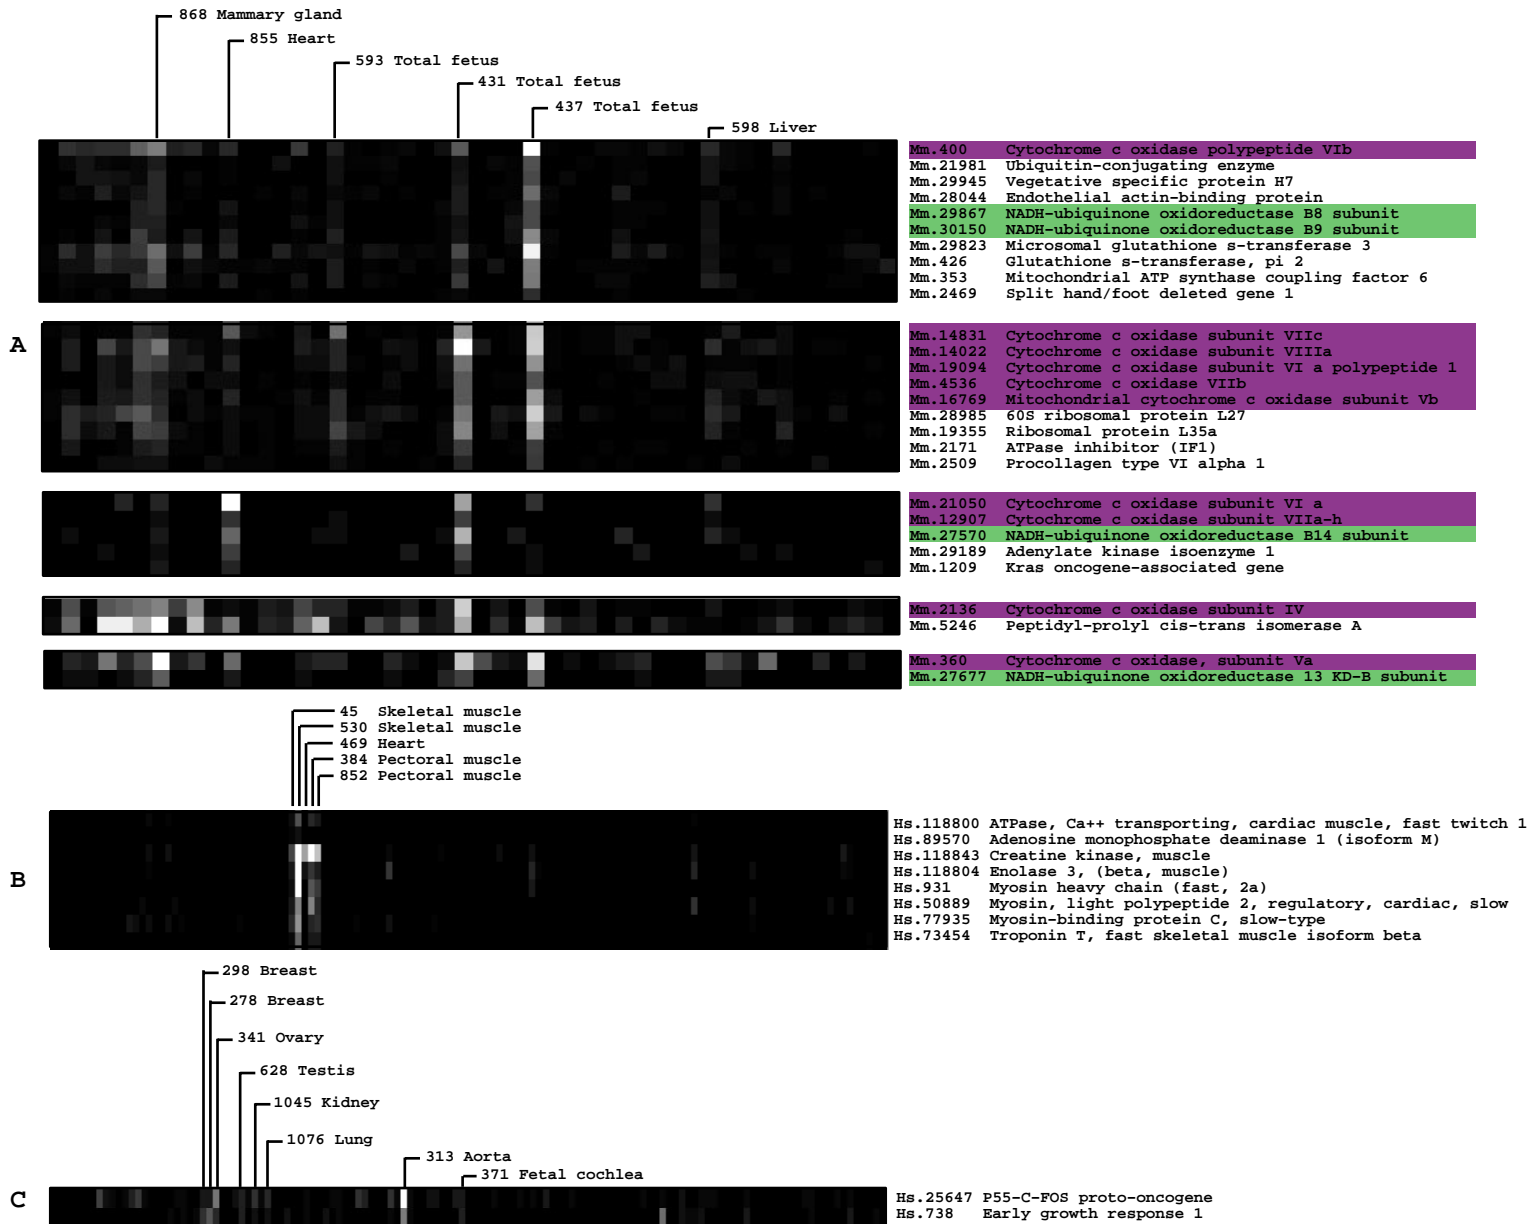 868 Mammary gland
855 Heart
593 Total fetus
431 Total fetus
437 Total fetus
598 Liver
A
Mm.400 Cytochrome c oxidase polypeptide VIb
Mm.21981 Ubiquitin-conjugating enzyme
Mm.29945 Vegetative specific protein H7
Mm.28044 Endothelial actin-binding protein
Mm.29867 NADH-ubiquinone oxidoreductase B8 subunit
Mm.30150 NADH-ubiquinone oxidoreductase B9 subunit
Mm.29823 Microsomal glutathione s-transferase 3
Mm.426 Glutathione s-transferase, pi 2
Mm.353 Mitochondrial ATP synthase coupling factor 6
Mm.2469 Split hand/foot deleted gene 1
Mm.14831 Cytochrome c oxidase subunit VIIc
Mm.14022 Cytochrome c oxidase subunit VIIIa
Mm.19094 Cytochrome c oxidase subunit VI a polypeptide 1
Mm.4536 Cytochrome c oxidase VIIb
Mm.16769 Mitochondrial cytochrome c oxidase subunit Vb
Mm.28985 60S ribosomal protein L27
Mm.19355 Ribosomal protein L35a
Mm.2171 ATPase inhibitor (IF1)
Mm.2509 Procollagen type VI alpha 1
Mm.21050 Cytochrome c oxidase subunit VI a
Mm.12907 Cytochrome c oxidase subunit VIIa-h
Mm.27570 NADH-ubiquinone oxidoreductase B14 subunit
Mm.29189 Adenylate kinase isoenzyme 1
Mm.1209 Kras oncogene-associated gene
Mm.2136 Cytochrome c oxidase subunit IV
Mm.5246 Peptidyl-prolyl cis-trans isomerase A
Mm.360 Cytochrome c oxidase, subunit Va
Mm.27677 NADH-ubiquinone oxidoreductase 13 KD-B subunit
45 Skeletal muscle
530 Skeletal muscle
469 Heart
384 Pectoral muscle
852 Pectoral muscle
B
Hs.118800 ATPase, Ca++ transporting, cardiac muscle, fast twitch 1
Hs.89570 Adenosine monophosphate deaminase 1 (isoform M)
Hs.118843 Creatine kinase, muscle
Hs.118804 Enolase 3, (beta, muscle)
Hs.931 Myosin heavy chain (fast, 2a)
Hs.50889 Myosin, light polypeptide 2, regulatory, cardiac, slow
Hs.77935 Myosin-binding protein C, slow-type
Hs.73454 Troponin T, fast skeletal muscle isoform beta
298 Breast
278 Breast
341 Ovary
628 Testis
1045 Kidney
1076 Lung
313 Aorta
371 Fetal cochlea
C
Hs.25647 P55-C-FOS proto-oncogene
Hs.738 Early growth response 1